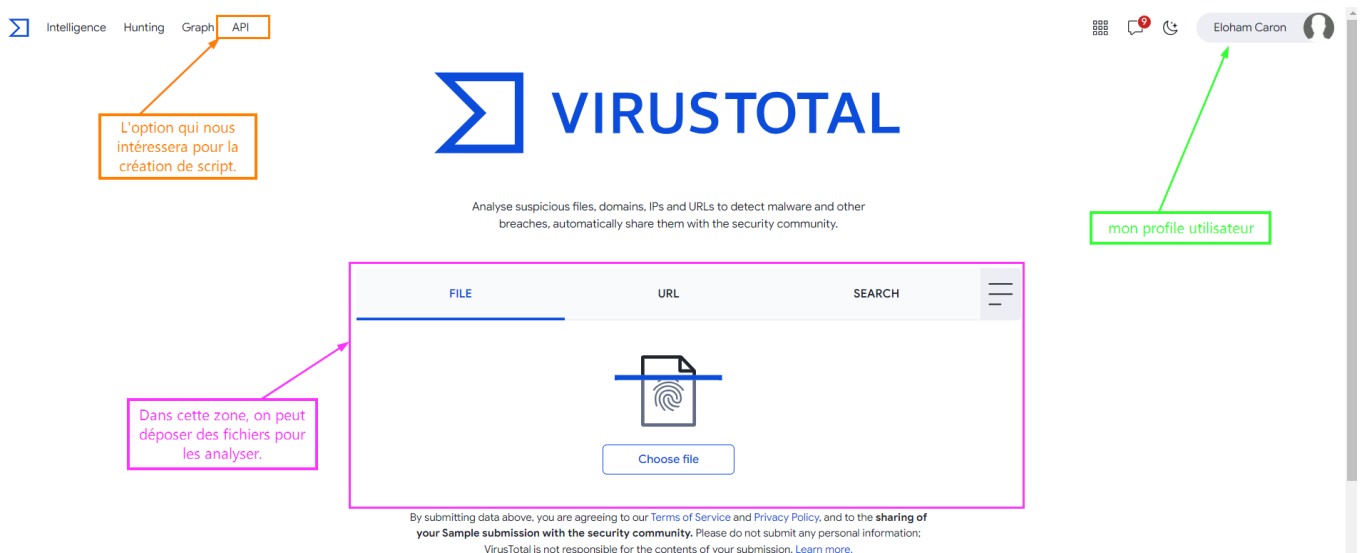 Intelligence Hunting Graph API
9
Eloham Caron
VIRUSTOTAL
L'option qui nous
intéressera pour la
création de script.
Analyse suspicious files, domains, IPs and URLs to detect malware and other
breaches, automatically share them with the security community.
mon profile utilisateur
FILE URL SEARCH
Dans cette zone, on peut
déposer des fichiers pour
les analyser.
Choose file
By submitting data above, you are agreeing to our Terms of Service and Privacy Policy, and to the sharing of
your Sample submission with the security community. Please do not submit any personal information;
VirusTotal is not responsible for the contents of your submission. Learn more.